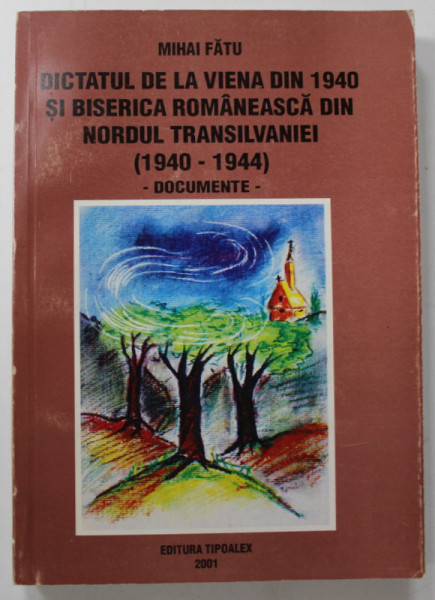 MIHAI FĂTU
DICTATUL DE LA VIENA DIN 1940
ȘI BISERICA ROMÂNEASCĂ DIN
NORDUL TRANSILVANIEI
(1940 - 1944)
- DOCUMENTE -
EDITURA TIPOALEX
2001